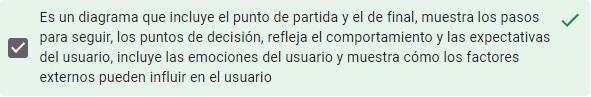 Es un diagrama que incluye el punto de partida y el de final, muestra los pasos
para seguir, los puntos de decisión, refleja el comportamiento y las expectativas
del usuario, incluye las emociones del usuario y muestra cómo los factores
externos pueden influir en el usuario